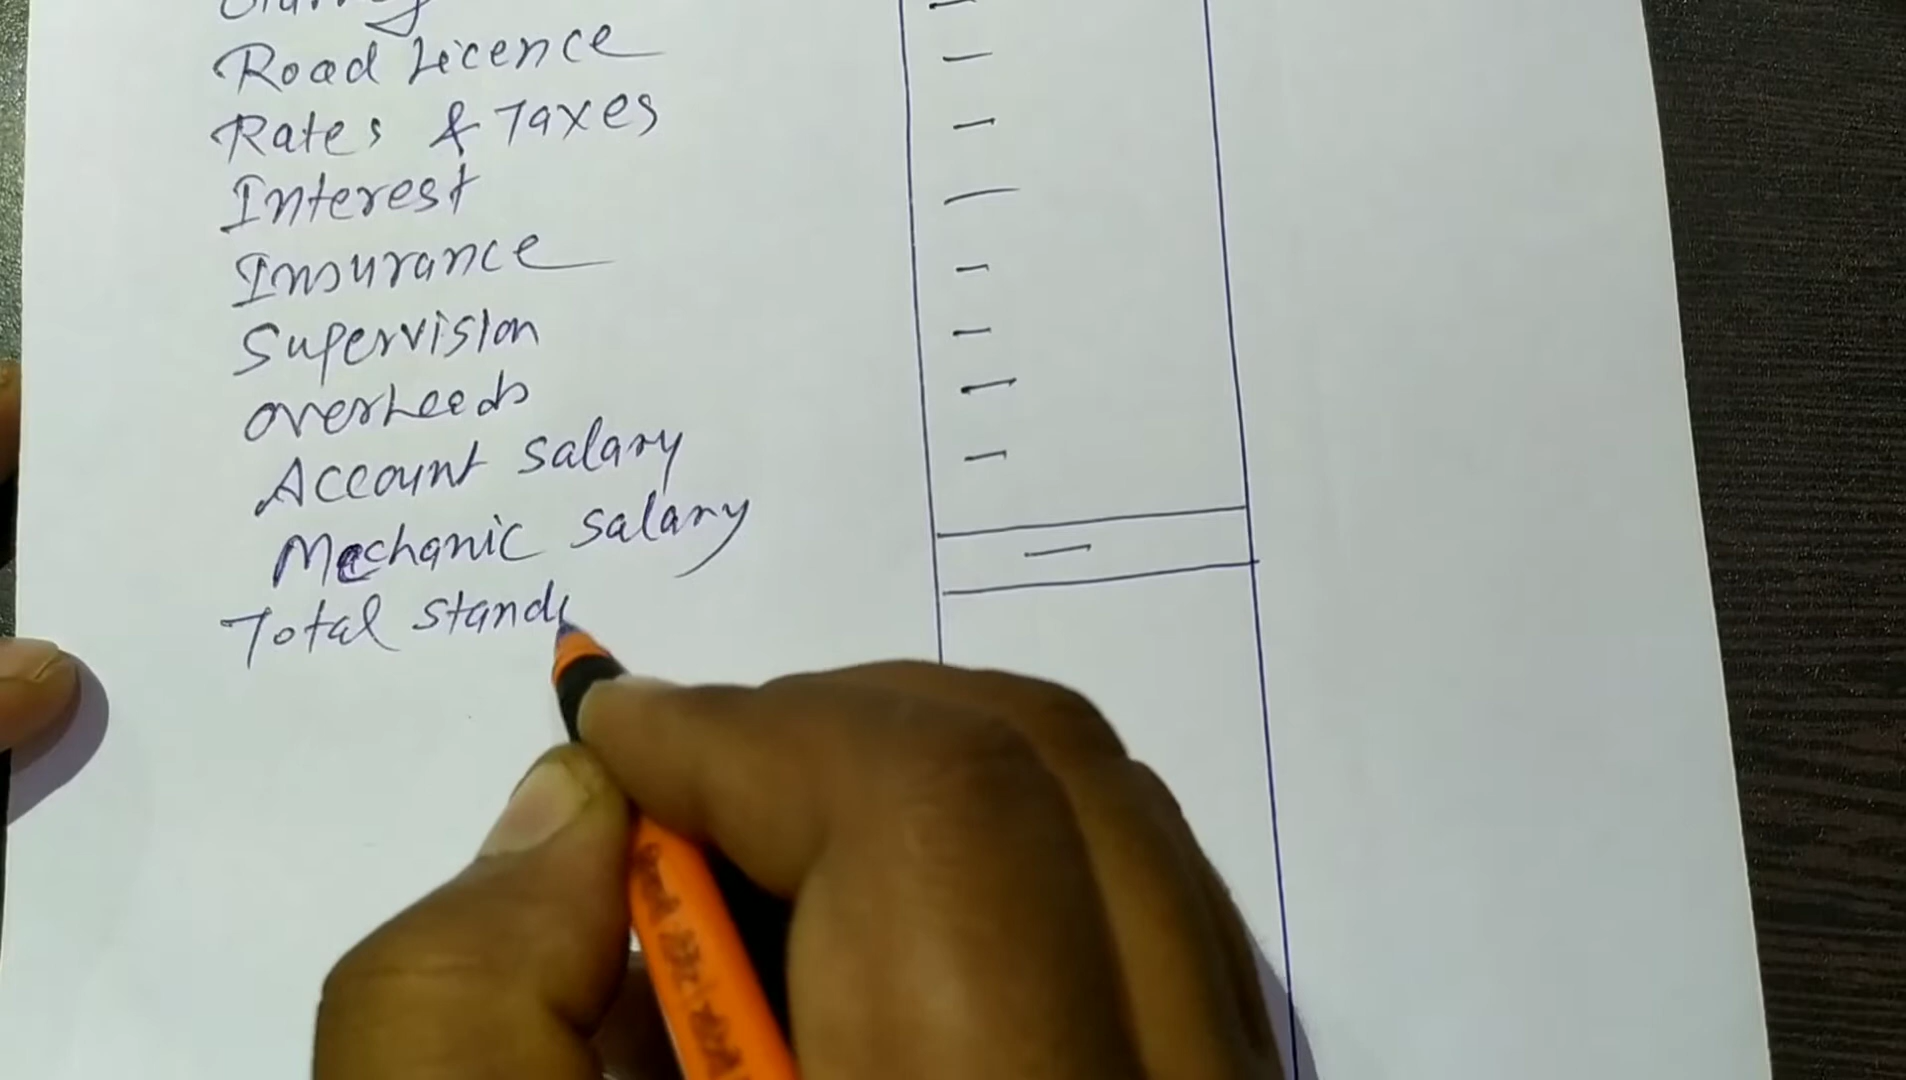 Road Licence
Rates & Taxes
Interest
Insurance
Supervision
overheads
Account salary
Mechanic salary
Total stand